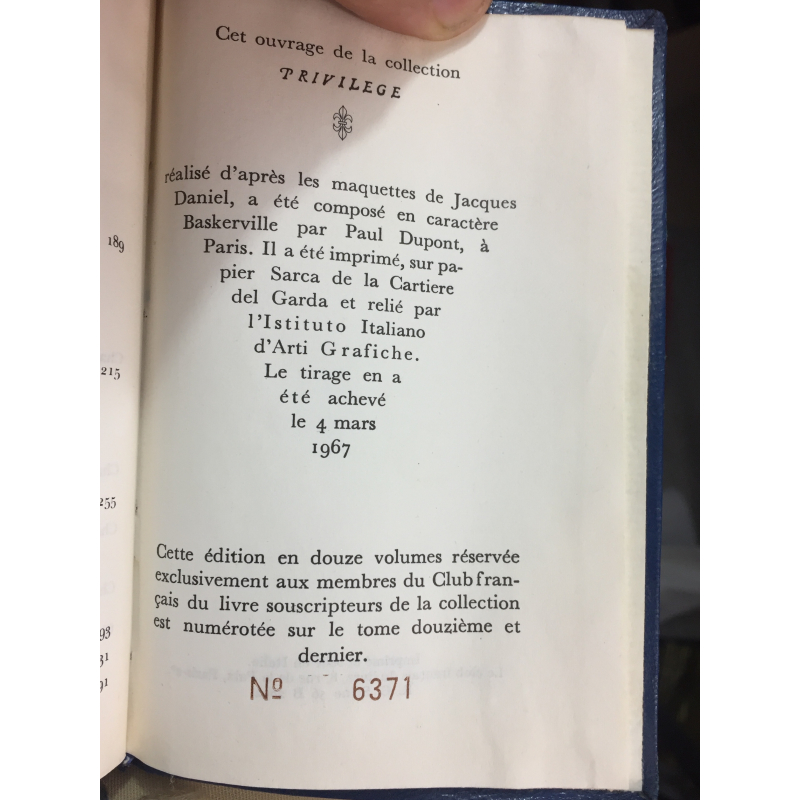 Cet ouvrage de la collection
PRIVILEGE
réalisé d'après les maquettes de Jacques
Daniel, a été composé en caractère
Baskerville par Paul Dupont, à
Paris. Il a été imprimé, sur pa-
pier Sarca de la Cartiere
del Garda et relié par
l'Istituto Italiano
d'Arti Grafiche.
Le tirage en a
été achevé
le 4 mars
1967
Cette édition en douze volumes réservée
exclusivement aux membres du Club fran-
çais du livre souscripteurs de la collection
est numérotée sur le tome douzième et
dernier.
Nº 6371
189
215
255
93
31
91